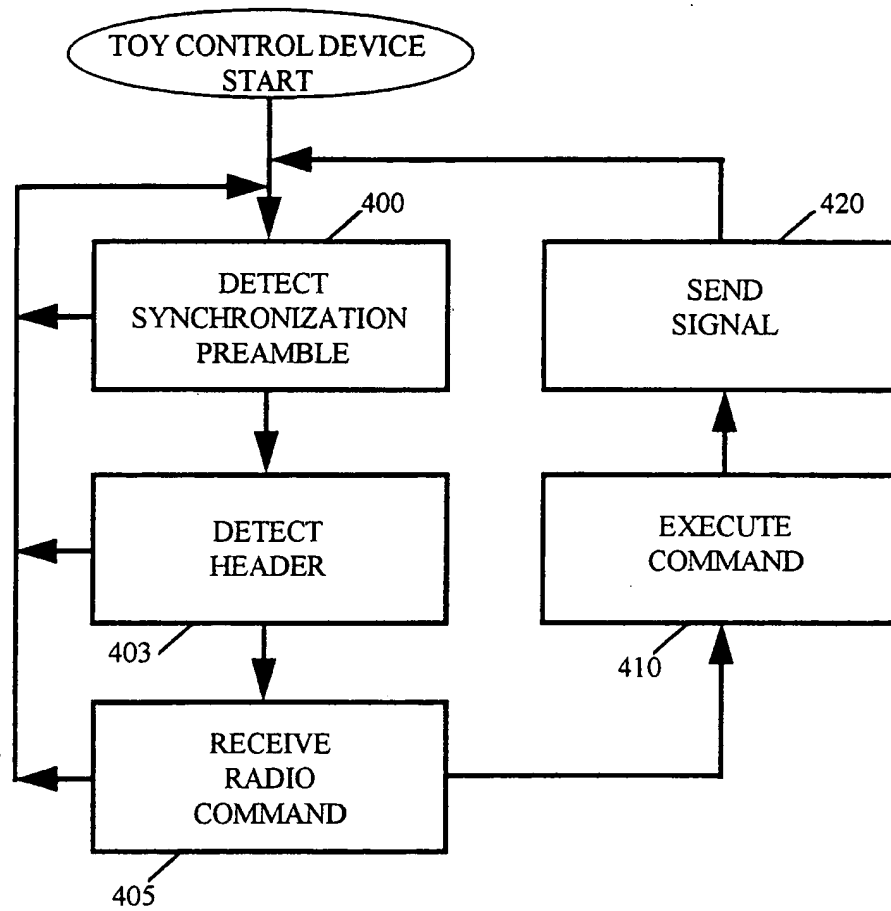 TOY CONTROL DEVICE
START
400
DETECT
SYNCHRONIZATION
PREAMBLE
420
SEND
SIGNAL
DETECT
HEADER
403
EXECUTE
COMMAND
410
RECEIVE
RADIO
COMMAND
405